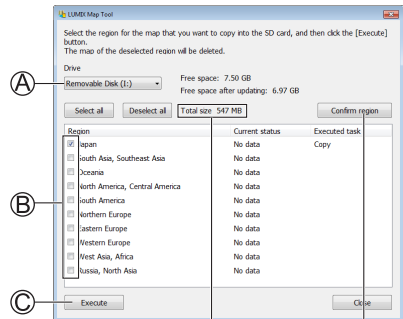 LUMIX Map Tool
Select the region for the map that you want to copy into the SD card, and then click the [Execute]
button.
The map of the deselected region will be deleted.
Drive
A
Removable Disk (I:)
Free space: 7.50 GB
Free space after updating: 6.97 GB
Select all Deselect all Total size 547 MB Confirm region
Region Current status Executed task
Japan No data Copy
South Asia, Southeast Asia No data
Oceania No data
North America, Central America No data
B
South America No data
Northern Europe No data
Eastern Europe No data
Western Europe No data
West Asia, Africa No data
Russia, North Asia No data
C
Execute Close